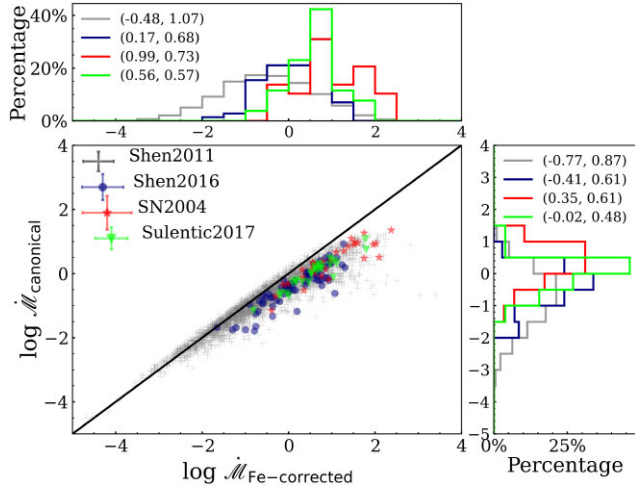 Percentage
40%
20%
0%
(-0.48, 1.07)
(0.17, 0.68)
(0.99, 0.73)
(0.56, 0.57)
−4 −2 0 2 4
log ℳ̇canonical
4
2
0
−2
−4
Shen2011
Shen2016
SN2004
Sulentic2017
−4 −2 0 2 4
log ℳ̇Fe−corrected
(-0.77, 0.87)
(-0.41, 0.61)
(0.35, 0.61)
(-0.02, 0.48)
4
3
2
1
0
−1
−2
−3
−4
−5
0% 25%
Percentage